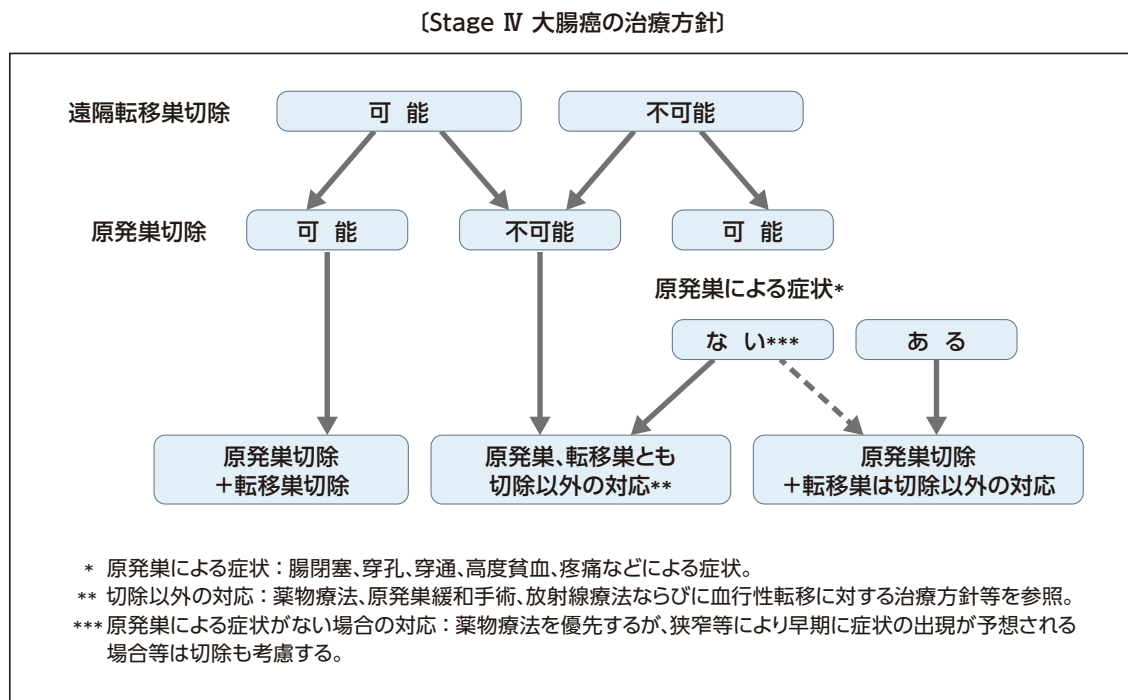 〔Stage Ⅳ 大腸癌の治療方針〕
遠隔転移巣切除
可 能
不可能
原発巣切除
可 能
不可能
可 能
原発巣による症状*
な い***
あ る
原発巣切除
＋転移巣切除
原発巣、転移巣とも
切除以外の対応**
原発巣切除
＋転移巣は切除以外の対応
* 原発巣による症状：腸閉塞、穿孔、穿通、高度貧血、疼痛などによる症状。
** 切除以外の対応：薬物療法、原発巣緩和手術、放射線療法ならびに血行性転移に対する治療方針等を参照。
*** 原発巣による症状がない場合の対応：薬物療法を優先するが、狭窄等により早期に症状の出現が予想される
場合等は切除も考慮する。